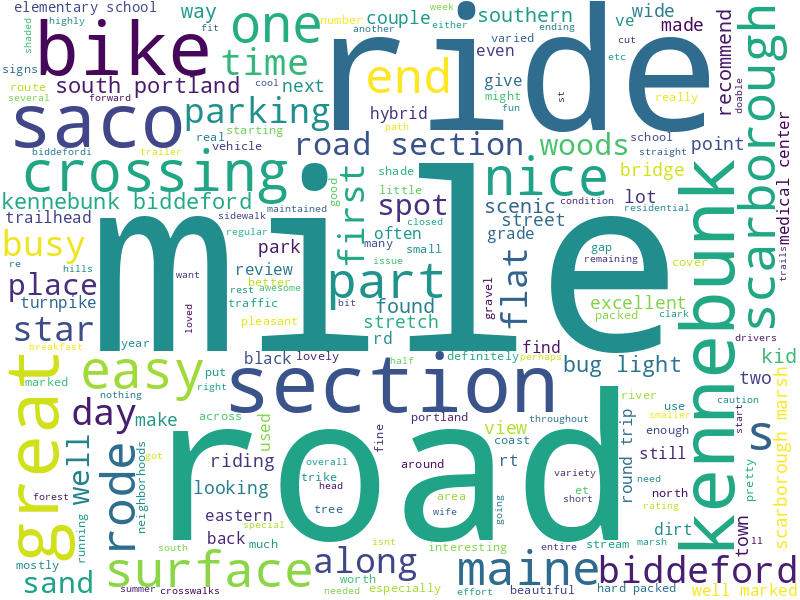 elementary school
way
couple
southern
wide
made
shaded
highly
bike
one
number
another
week
either
varied
ending
ve
ride
fit
even
cut
etc
signs
route
several
south portland
forward
time
next
cool
end
give
might
fun
st
really
recommend
doable
scarborough
saco
parking
real
starting
vehicle
hybrid
path
road section
woods
school
straight
point
biddefordi
trailer
crossing
kennebunk biddeford
shade
little
good
first
closed
nice
condition
residential
bridge
lot
medical center
trailhead
sidewalk
maintained
regular
spot
often
many
small
scenic
street
grade
gap
remaining
cover
trails
busy
re
hills
park
review
better
rest
awesome
traffic
pleasant
issue
bit
part
found
stretch
rd
gravel
flat
excellent
packed
clark
drivers
place
turnpike
star
year
want
loved
mile
kennebunk
breakfast
marked
nothing
easy
put
right
black
lovely
half
definitely
perhaps
find
bug light
kid
two
caution
great
day
make
across
used
section
portland
fine
view
coast
throughout
river
smaller
use
enough
start
s
scarborough marsh
well
running
rode
neighborhoods
got
riding
looking
eastern
back
forest
special
overall
trike
head
tree
around
area
wife
going
rt
variety
et
short
round trip
still
need
north
rating
dirt
pretty
town
ll
road
mostly
south
much
isnt
interesting
entire
stream
marsh
sand
surface
summer
crosswalks
worth
needed
along
especially
effort
maine
beautiful
hard packed
biddeford
well marked